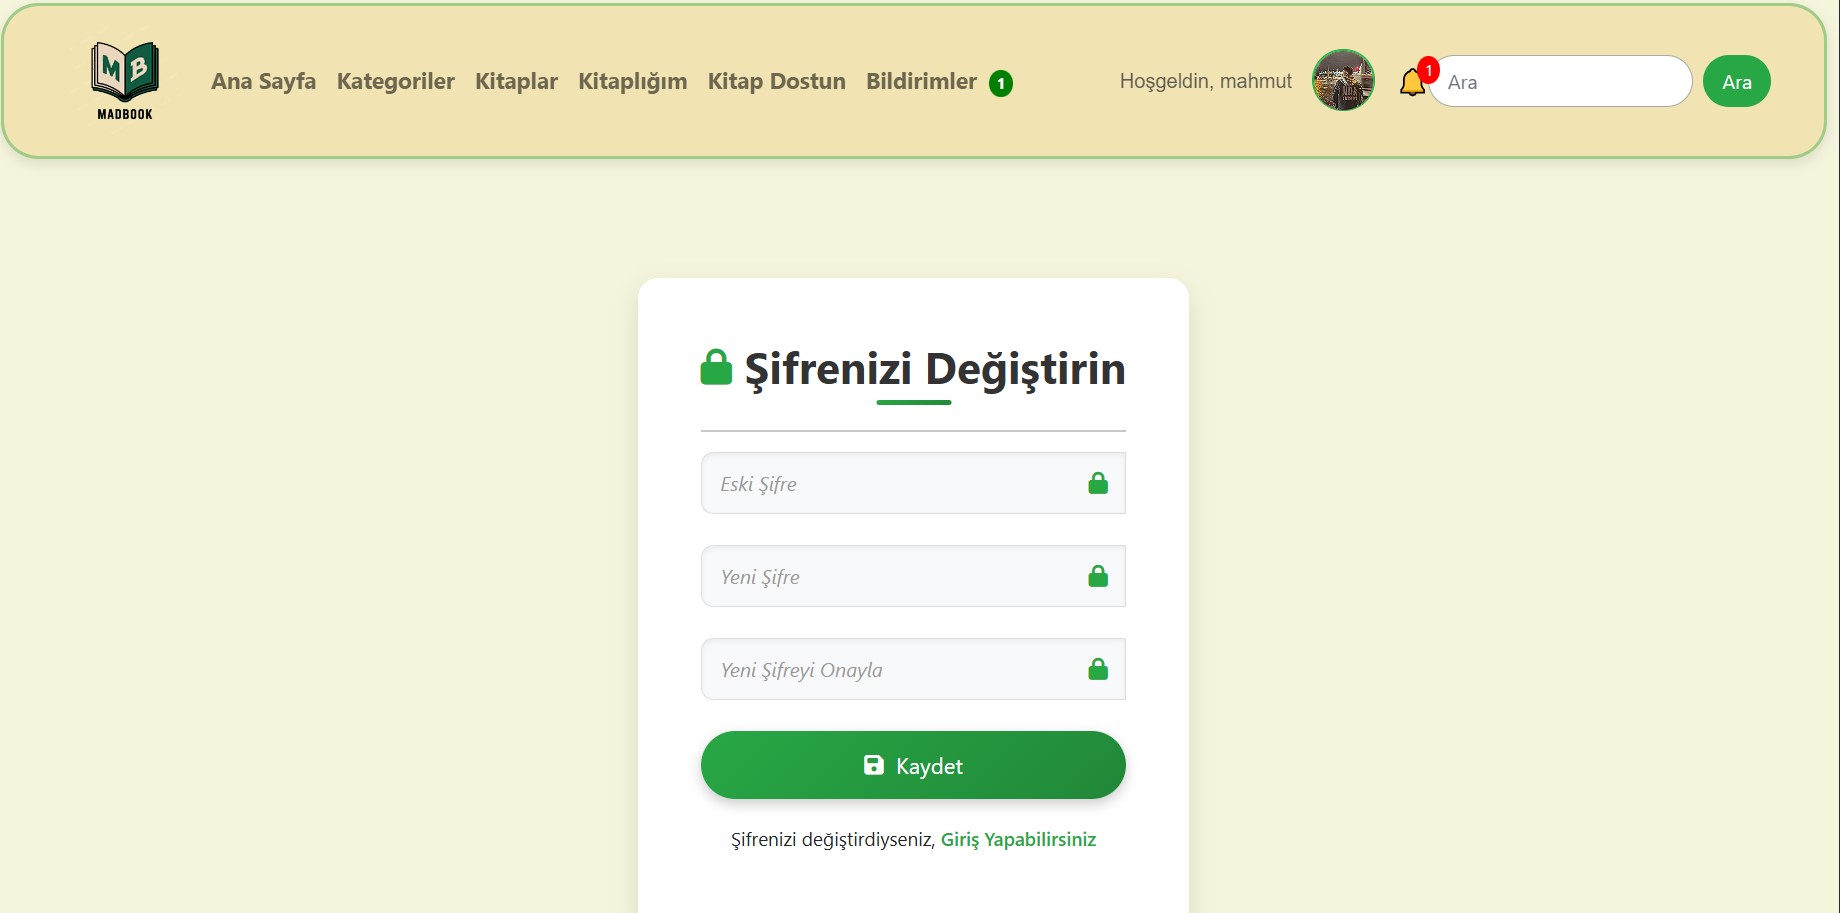 M B
MADBOOK
Ana Sayfa Kategoriler Kitaplar Kitaplığım Kitap Dostun Bildirimler 1
Hoşgeldin, mahmut
1
Ara
Ara
Şifrenizi Değiştirin
Eski Şifre
Yeni Şifre
Yeni Şifreyi Onayla
Kaydet
Şifrenizi değiştirdiyseniz, Giriş Yapabilirsiniz